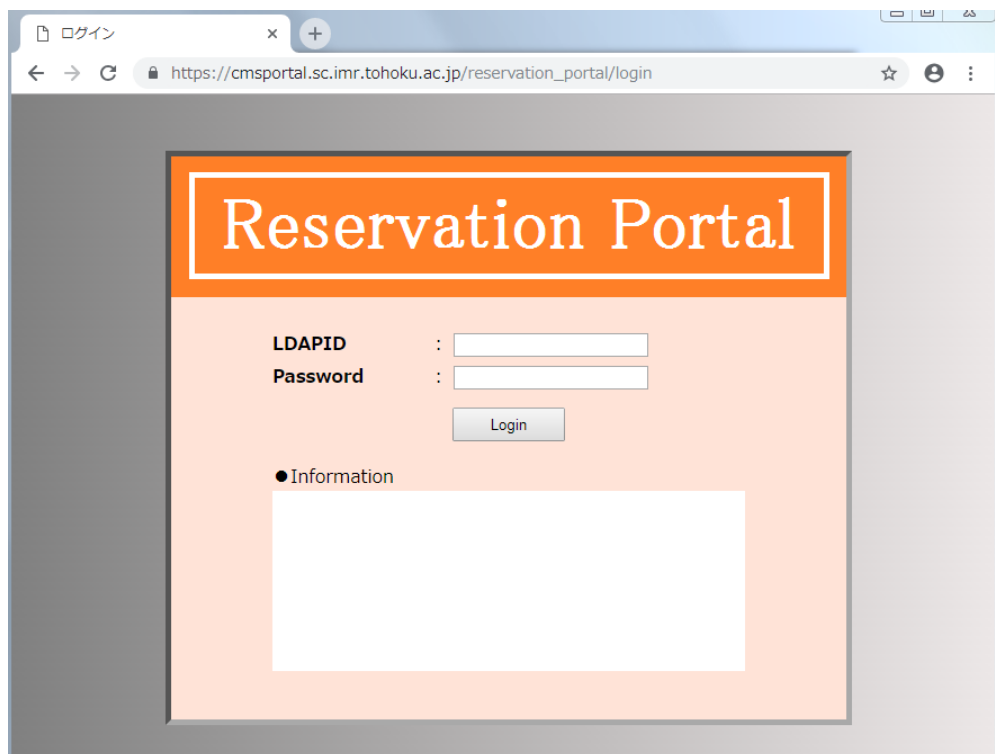 ログイン
https://cmsportal.sc.imr.tohoku.ac.jp/reservation_portal/login
Reservation Portal
LDAPID :
Password :
Login
●Information